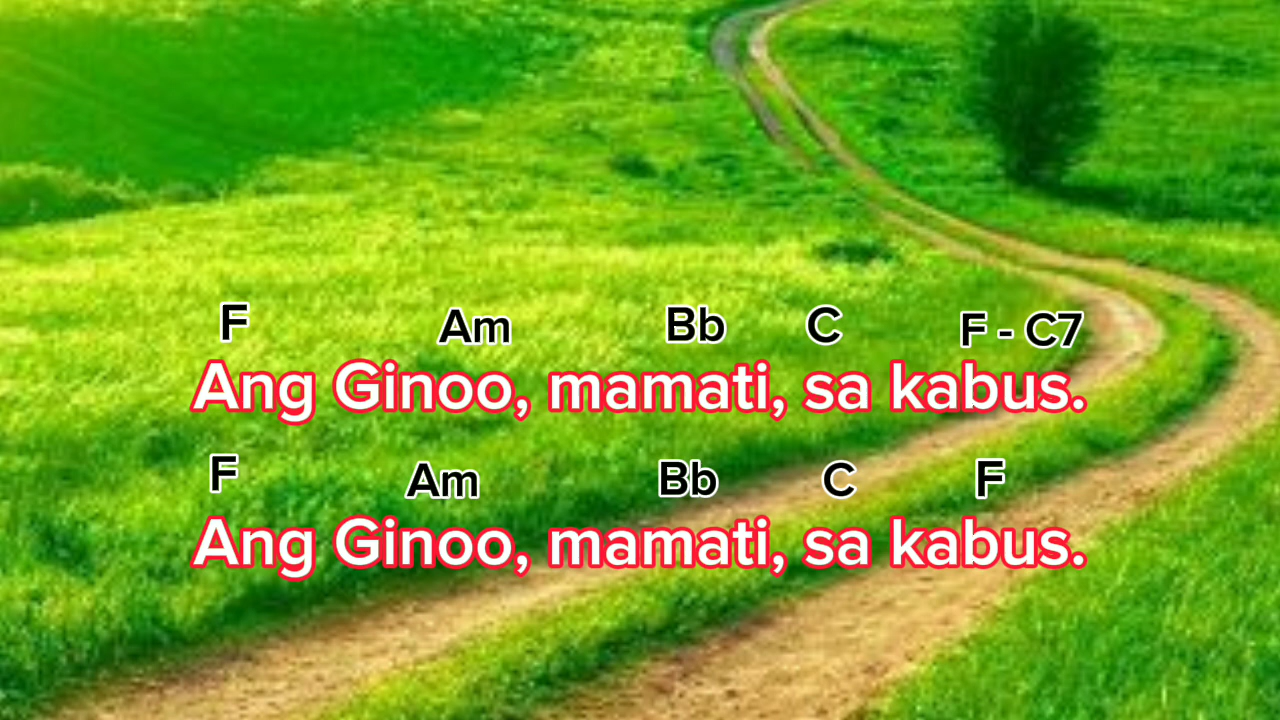 F Am Bb C F - C7
Ang Ginoo, mamati, sa kabus.
F Am Bb C F
Ang Ginoo, mamati, sa kabus.